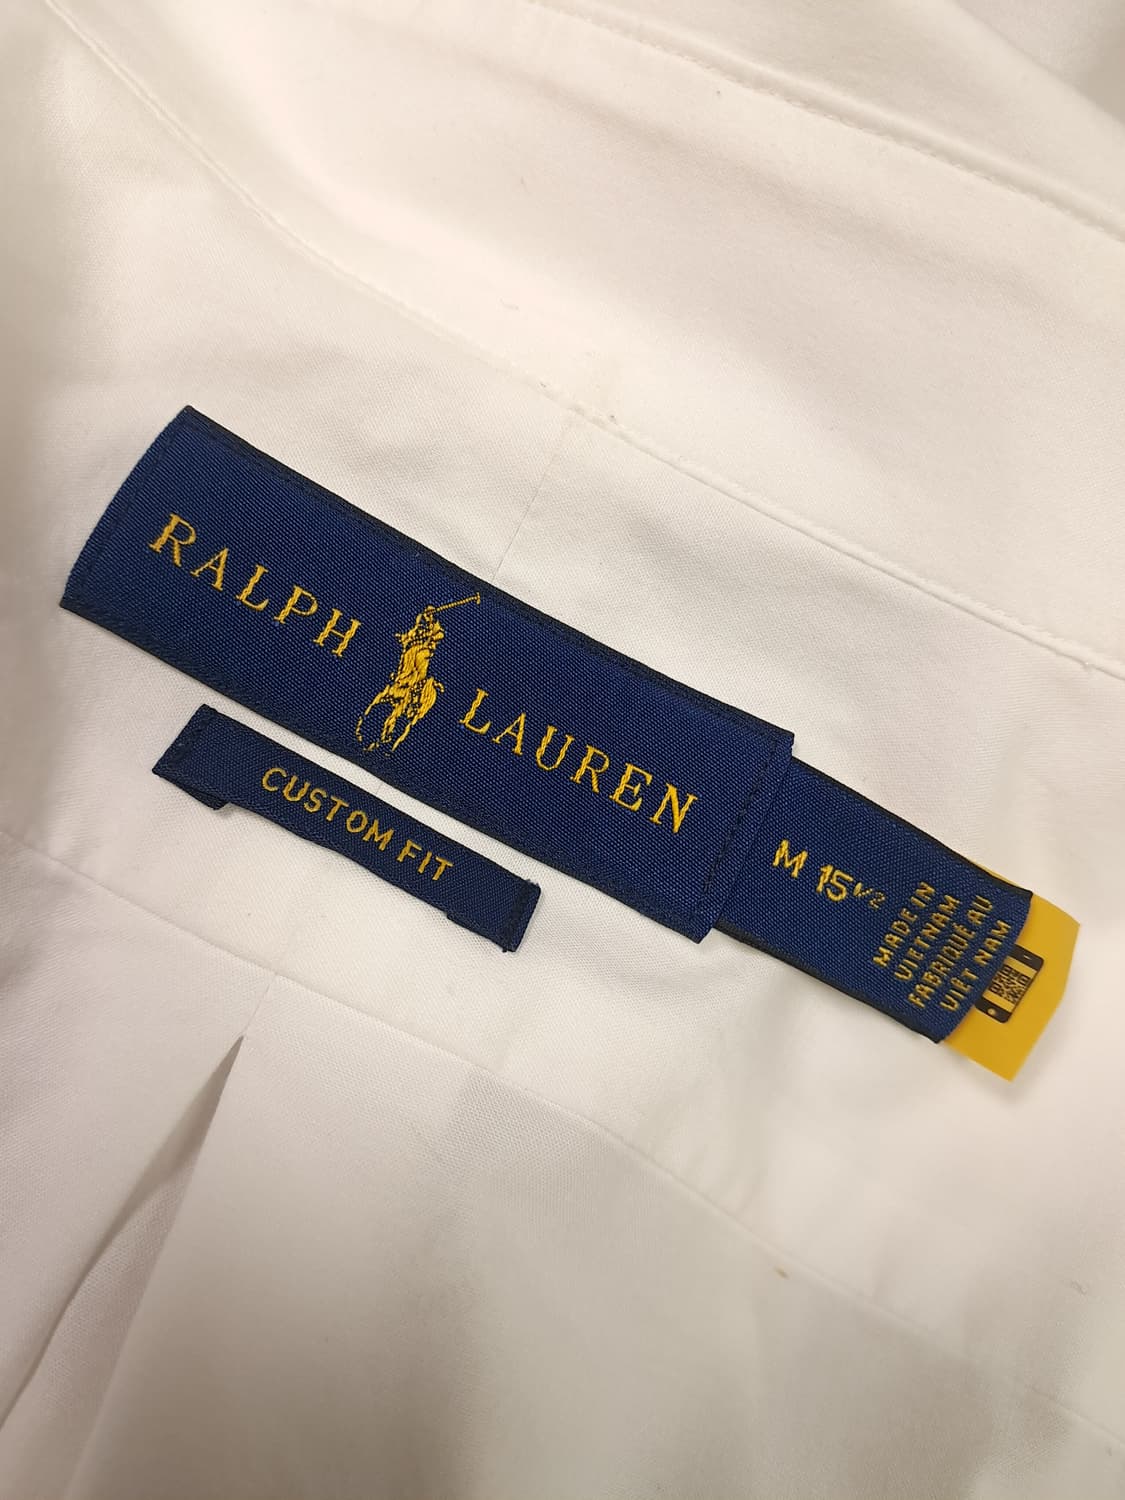 RALPH LAUREN
CUSTOM FIT
M 15½
MADE IN
VIETNAM
FABRIQUÉ AU
VIÊT NAM